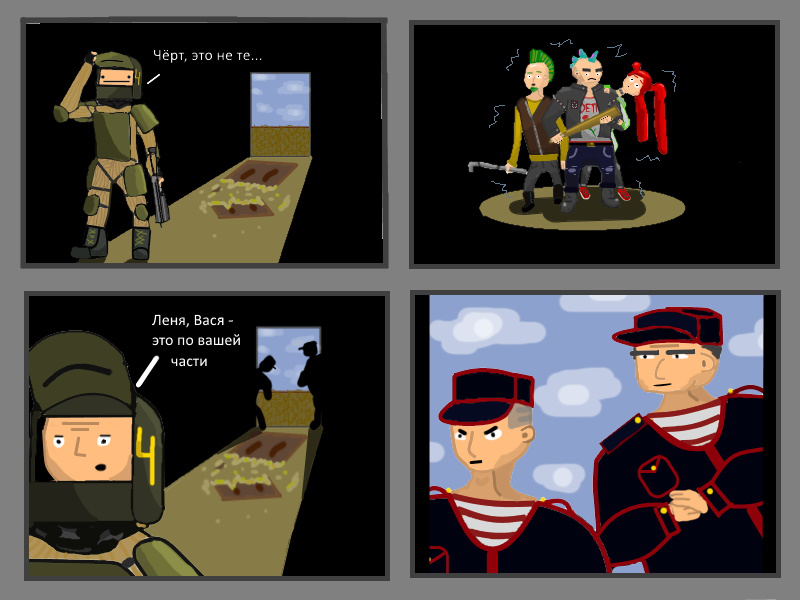 Чёрт, это не те...
Леня, Вася -
это по вашей
части
4